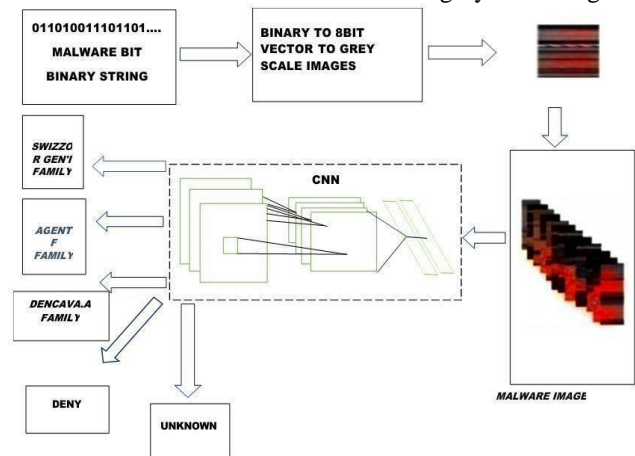 011010011101101....
MALWARE BIT
BINARY STRING
BINARY TO 8BIT
VECTOR TO GREY
SCALE IMAGES
SWIZZO
R GEN'I
FAMILY
CNN
AGENT
F
FAMILY
DENCAVA.A
FAMILY
MALWARE IMAGE
DENY
UNKNOWN